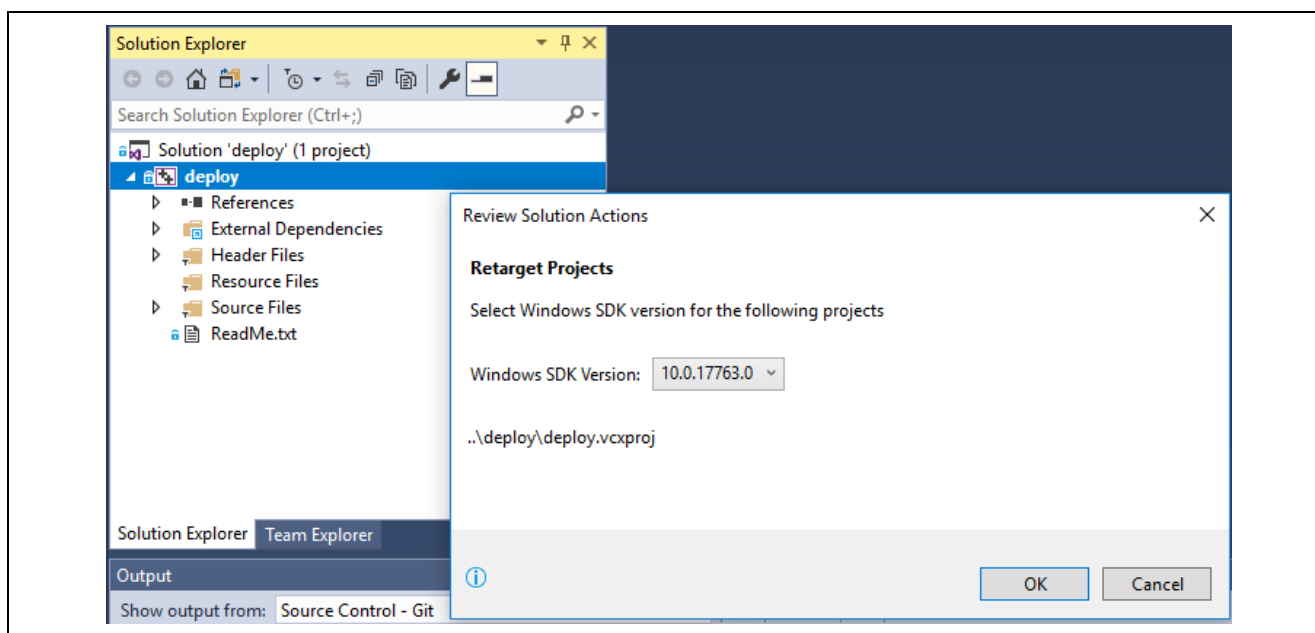 Solution Explorer
Search Solution Explorer (Ctrl+;)
Solution 'deploy' (1 project)
deploy
References
External Dependencies
Header Files
Resource Files
Source Files
ReadMe.txt
Review Solution Actions
Retarget Projects
Select Windows SDK version for the following projects
Windows SDK Version: 10.0.17763.0
..\deploy\deploy.vcxproj
OK Cancel
Solution Explorer Team Explorer
Output
Show output from: Source Control - Git